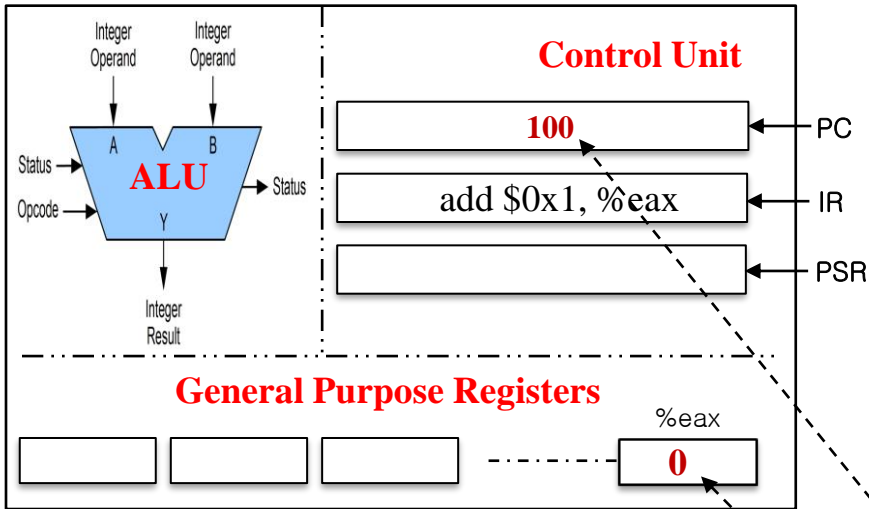 Integer
Operand
Integer
Operand
A
B
Status
ALU
Status
Opcode
Y
Integer
Result
Control Unit
100
PC
add $0x1, %eax
IR
PSR
General Purpose Registers
%eax
0